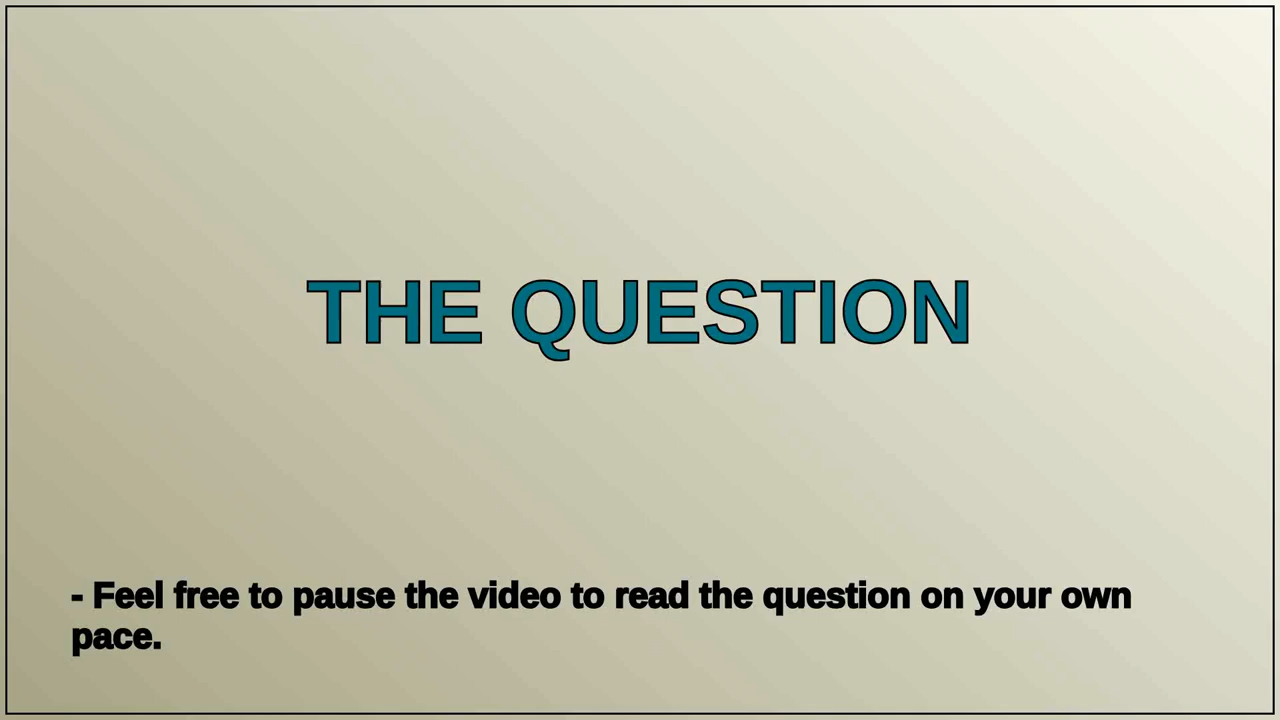 THE QUESTION
- Feel free to pause the video to read the question on your own
pace.